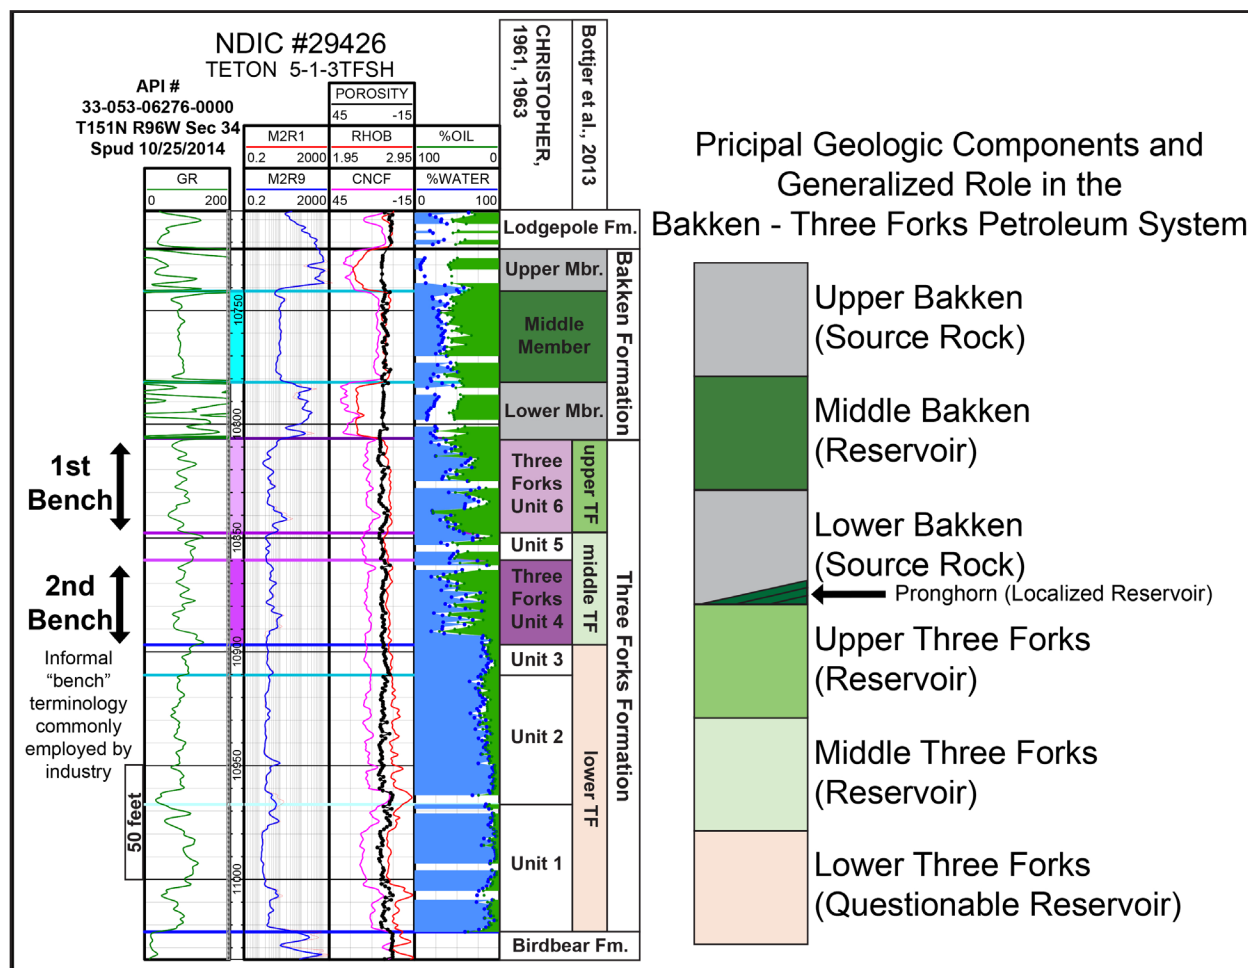 NDIC #29426
TETON 5-1-3TFSH
API #
33-053-06276-0000
T151N R96W Sec 34
Spud 10/25/2014
POROSITY
45 -15
M2R1
0.2 2000
RHOB
1.95 2.95
%OIL
100 0
GR
0 200
M2R9
0.2 2000
CNCF
45 -15
%WATER
0 100
CHRISTOPHER,
1961, 1963
Bottjer et al., 2013
Lodgepole Fm.
Upper Mbr.
Middle
Member
Lower Mbr.
Bakken Formation
Three
Forks
Unit 6
upper TF
Unit 5
Three
Forks
Unit 4
middle TF
Unit 3
Unit 2
Unit 1
lower TF
Three Forks Formation
Birdbear Fm.
10750
10800
10850
10900
10950
11000
1st
Bench
2nd
Bench
Informal
“bench”
terminology
commonly
employed by
industry
50 feet
Pricipal Geologic Components and
Generalized Role in the
Bakken - Three Forks Petroleum System
Upper Bakken
(Source Rock)
Middle Bakken
(Reservoir)
Lower Bakken
(Source Rock)
Pronghorn (Localized Reservoir)
Upper Three Forks
(Reservoir)
Middle Three Forks
(Reservoir)
Lower Three Forks
(Questionable Reservoir)